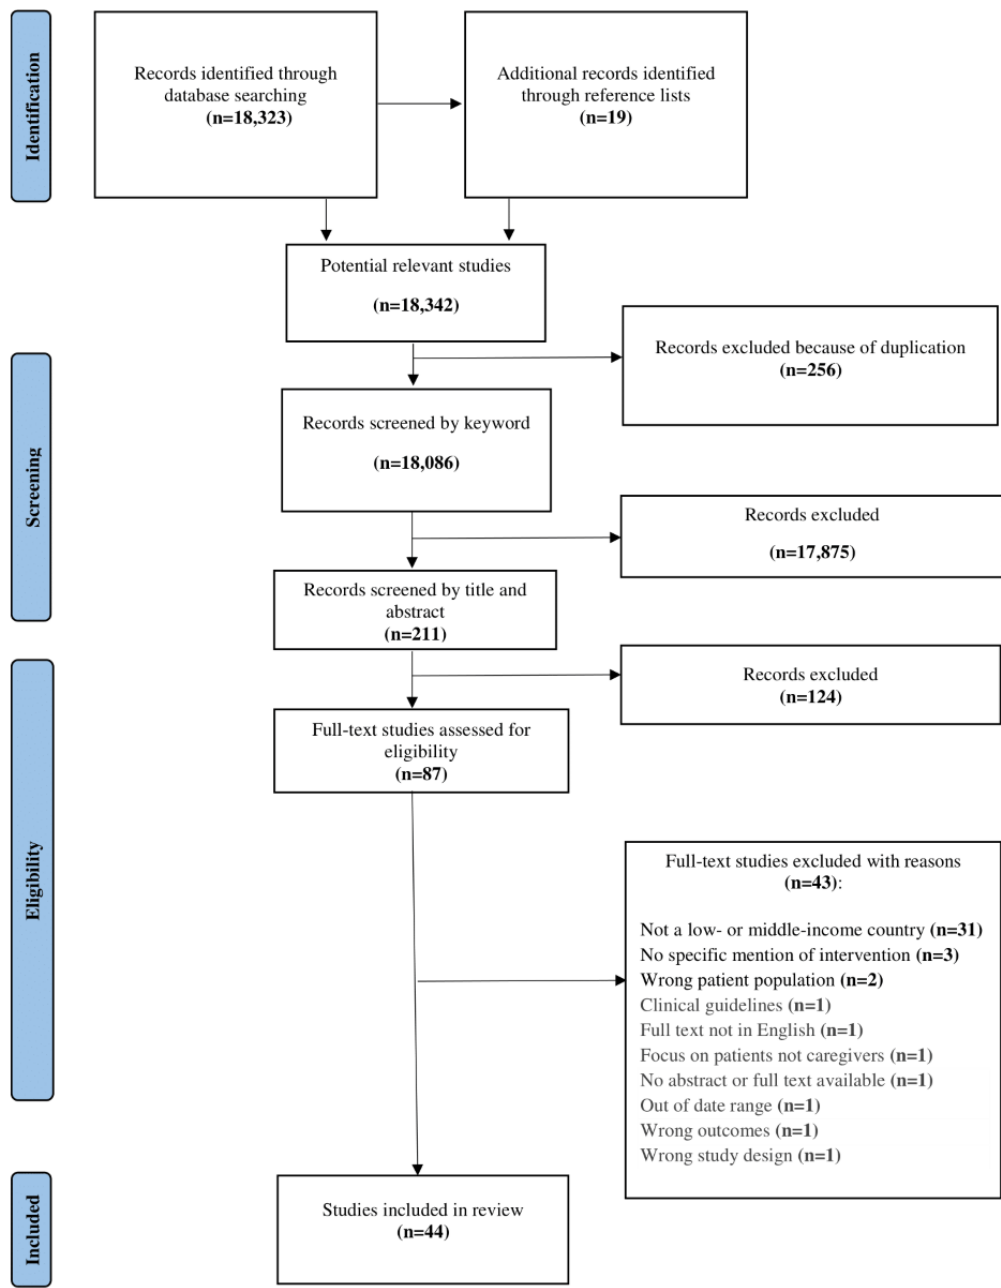 Identification
Records identified through
database searching
(n=18,323)
Additional records identified
through reference lists
(n=19)
Potential relevant studies
(n=18,342)
Records excluded because of duplication
(n=256)
Screening
Records screened by keyword
(n=18,086)
Records excluded
(n=17,875)
Records screened by title and
abstract
(n=211)
Records excluded
(n=124)
Eligibility
Full-text studies assessed for
eligibility
(n=87)
Full-text studies excluded with reasons
(n=43):
Not a low- or middle-income country (n=31)
No specific mention of intervention (n=3)
Wrong patient population (n=2)
Clinical guidelines (n=1)
Full text not in English (n=1)
Focus on patients not caregivers (n=1)
No abstract or full text available (n=1)
Out of date range (n=1)
Wrong outcomes (n=1)
Wrong study design (n=1)
Included
Studies included in review
(n=44)